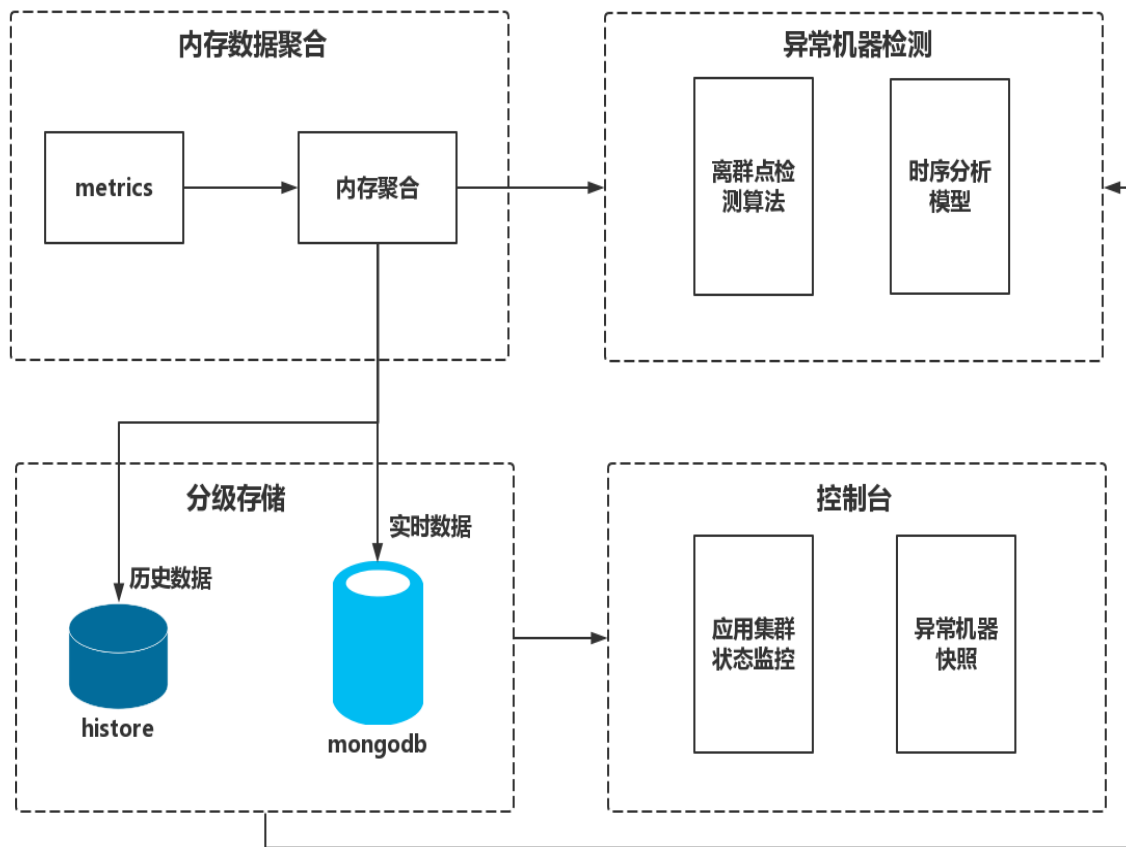 内存数据聚合
metrics
内存聚合
异常机器检测
离群点检
测算法
时序分析
模型
分级存储
实时数据
历史数据
histore
mongodb
控制台
应用集群
状态监控
异常机器
快照